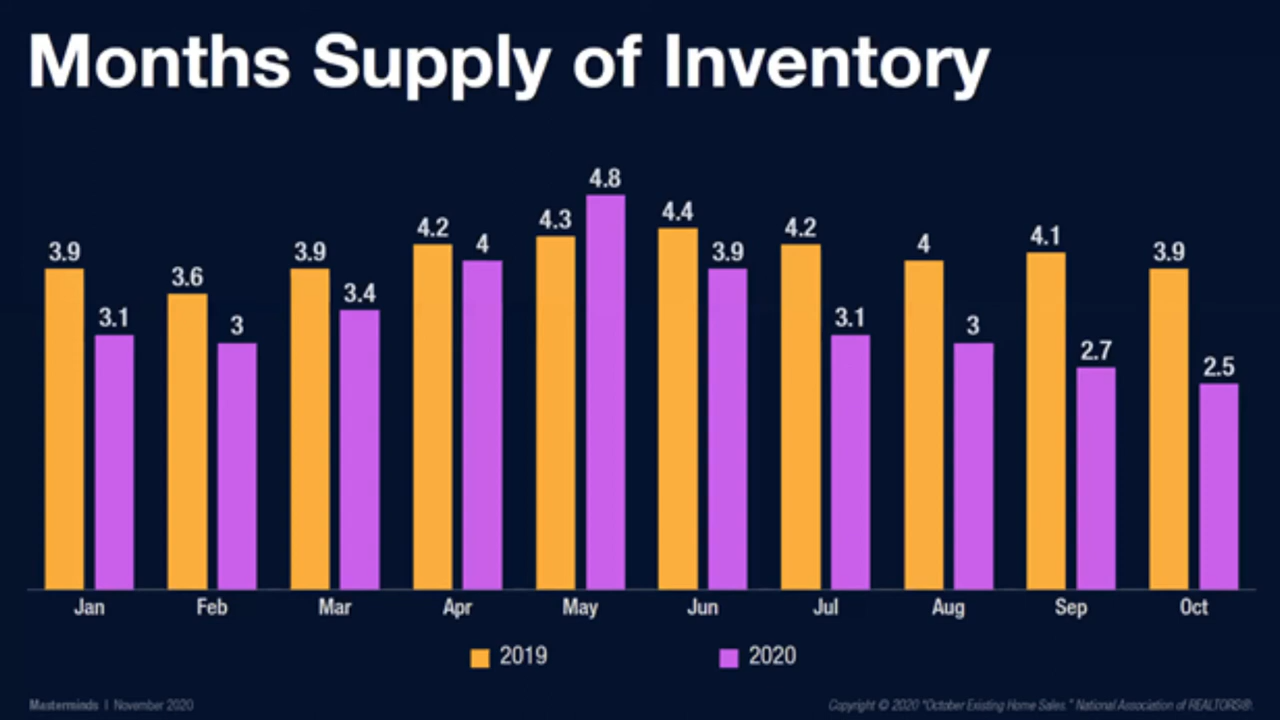 Months Supply of Inventory
3.9 3.1 3.6 3 3.9 3.4 4.2 4 4.3 4.8 4.4 3.9 4.2 3.1 4 3 4.1 2.7 3.9 2.5
Jan Feb Mar Apr May Jun Jul Aug Sep Oct
2019 2020
Masterminds | November 2020 Copyright © 2020 "October Existing Home Sales." National Association of REALTORS®.